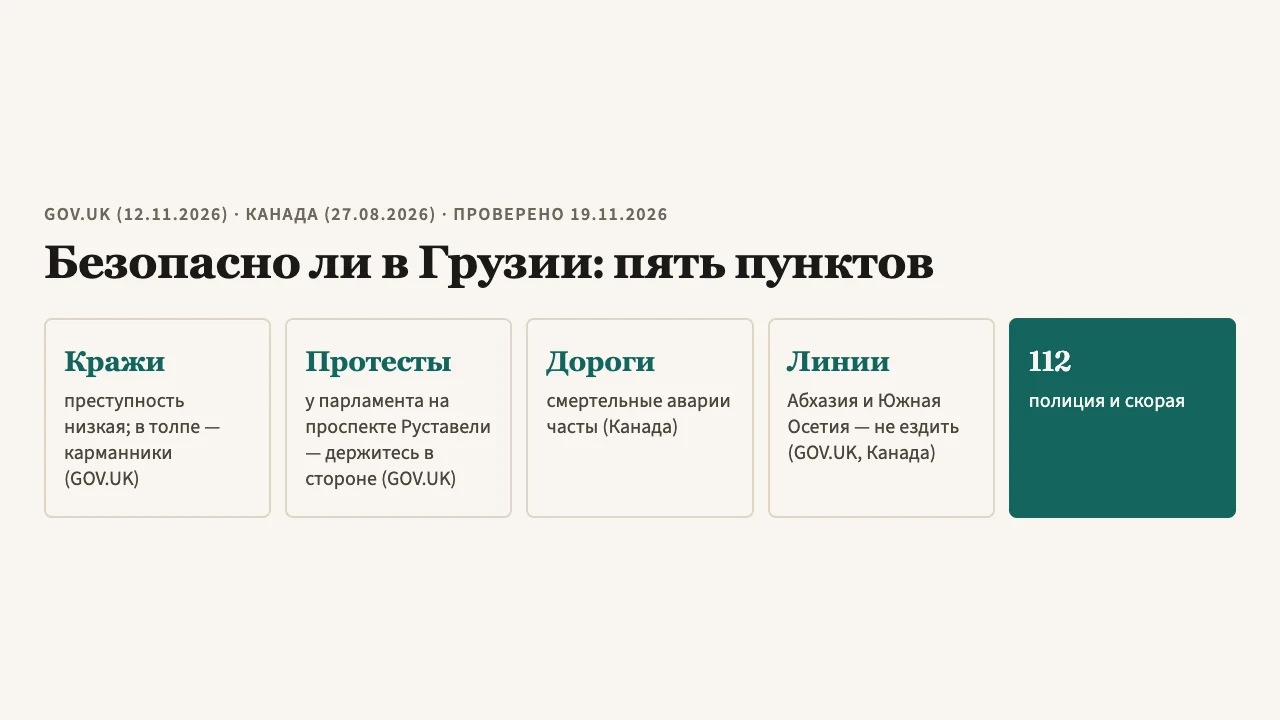 GOV.UK (12.11.2026) · КАНАДА (27.08.2026) · ПРОВЕРЕНО 19.11.2026
Безопасно ли в Грузии: пять пунктов
Кражи
преступность
низкая; в толпе —
карманники
(GOV.UK)
Протесты
у парламента на
проспекте Руставели
— держитесь в
стороне (GOV.UK)
Дороги
смертельные аварии
часты (Канада)
Линии
Абхазия и Южная
Осетия — не ездить
(GOV.UK, Канада)
112
полиция и скорая